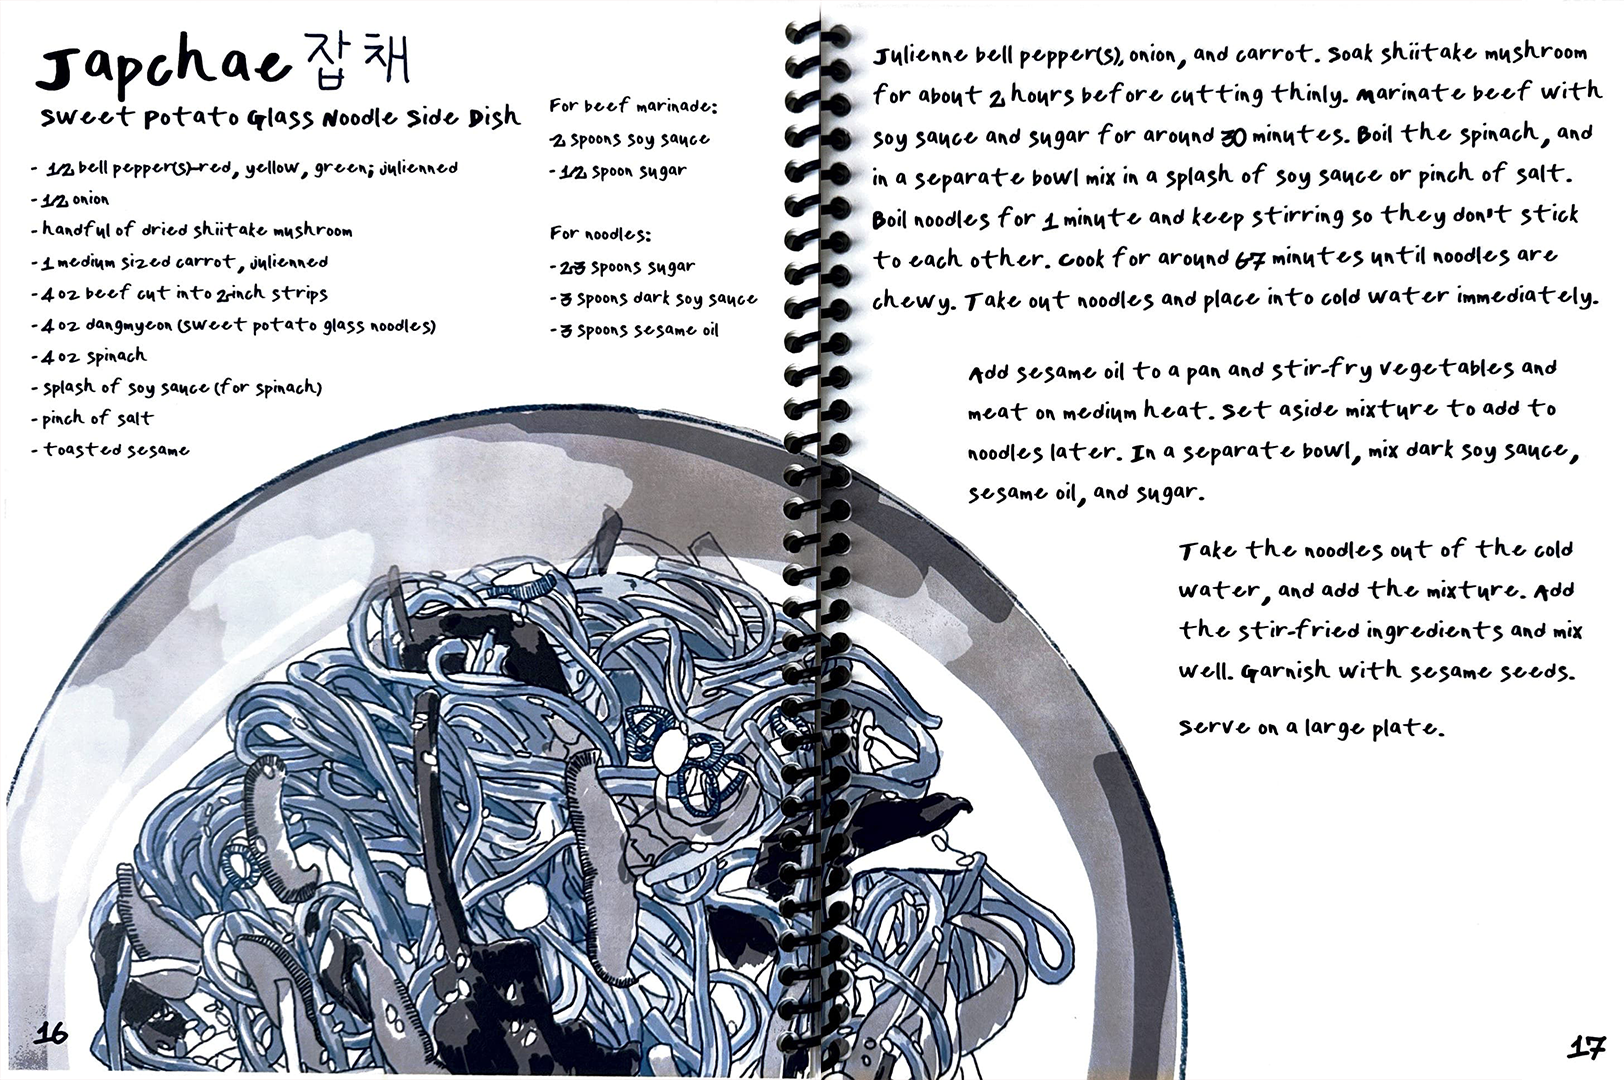 Japchae 잡채
Sweet Potato Glass Noodle Side Dish
- 1/2 bell pepper(s)-red, yellow, green; julienned
- 1/2 onion
- handful of dried shiitake mushroom
- 1 medium sized carrot, julienned
- 4 oz beef cut into 2-inch strips
- 4 oz dangmyeon (sweet potato glass noodles)
- 4 oz spinach
- splash of soy sauce (for spinach)
- pinch of salt
- toasted sesame
For beef marinade:
-2 spoons soy sauce
-1/2 spoon sugar
For noodles:
-2-3 spoons sugar
-3 spoons dark soy sauce
-3 spoons sesame oil
16
Julienne bell pepper(s), onion, and carrot. Soak shiitake mushroom
for about 2 hours before cutting thinly. Marinate beef with
soy sauce and sugar for around 30 minutes. Boil the spinach, and
in a separate bowl mix in a splash of soy sauce or pinch of salt.
Boil noodles for 1 minute and keep stirring so they don't stick
to each other. Cook for around 6-7 minutes until noodles are
chewy. Take out noodles and place into cold water immediately.
Add sesame oil to a pan and stir-fry vegetables and
meat on medium heat. Set aside mixture to add to
noodles later. In a separate bowl, mix dark soy sauce,
sesame oil, and sugar.
Take the noodles out of the cold
water, and add the mixture. Add
the stir-fried ingredients and mix
well. Garnish with sesame seeds.
Serve on a large plate.
17